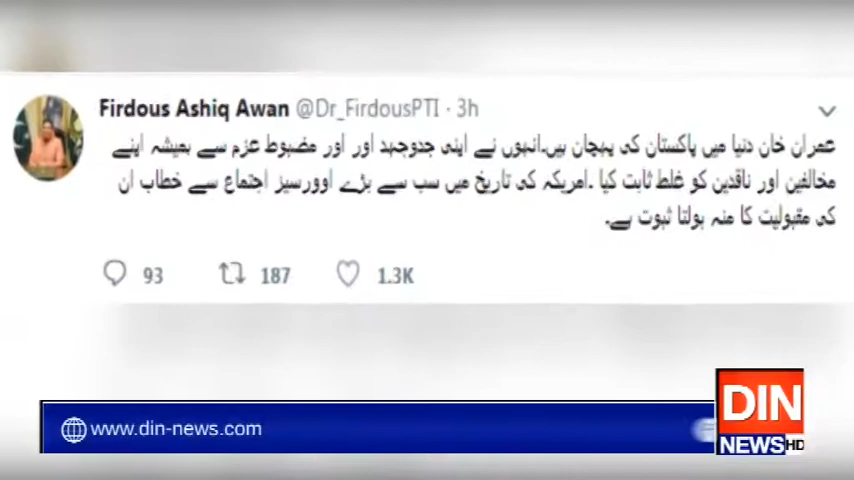 Firdous Ashiq Awan @Dr_FirdousPTI · 3h
عمران خان دنیا میں پاکستان کی پہچان ہیں۔انہوں نے اپنی جدوجہد اور اور مضبوط عزم سے ہمیشہ اپنے
مخالفین اور ناقدین کو غلط ثابت کیا ۔امریکہ کی تاریخ میں سب سے بڑے اوورسیز اجتماع سے خطاب ان
کی مقبولیت کا منہ بولتا ثبوت ہے۔
93 187 1.3K
DIN
www.din-news.com
NEWS HD